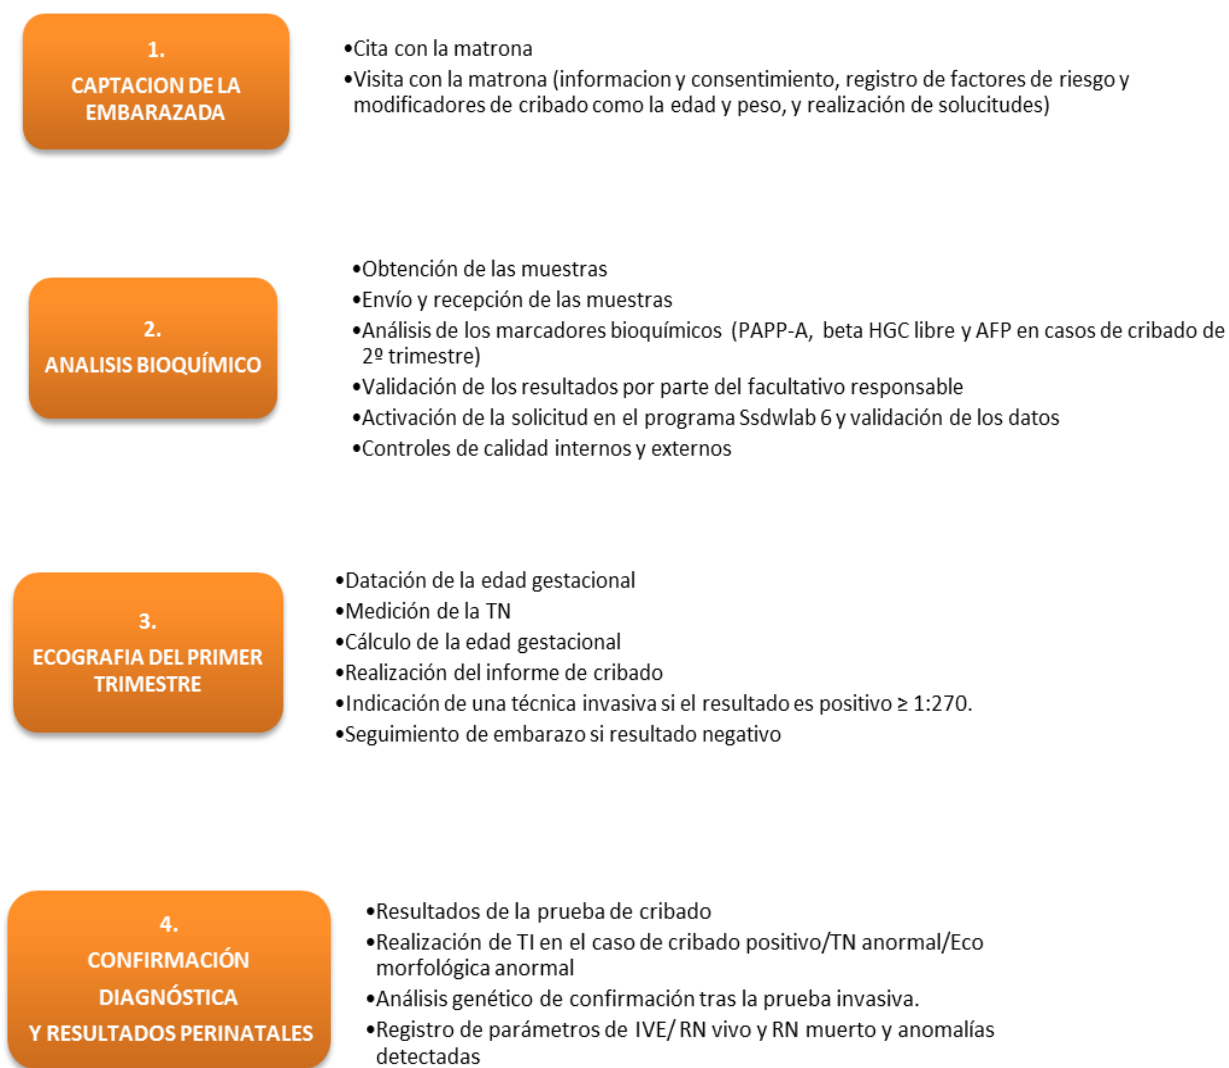 1.
CAPTACION DE LA
EMBARAZADA
•Cita con la matrona
•Visita con la matrona (informacion y consentimiento, registro de factores de riesgo y
modificadores de cribado como la edad y peso, y realización de solucitudes)
2.
ANALISIS BIOQUÍMICO
•Obtención de las muestras
•Envío y recepción de las muestras
•Análisis de los marcadores bioquímicos (PAPP-A, beta HGC libre y AFP en casos de cribado de
2º trimestre)
•Validación de los resultados por parte del facultativo responsable
•Activación de la solicitud en el programa Ssdwlab 6 y validación de los datos
•Controles de calidad internos y externos
3.
ECOGRAFIA DEL PRIMER
TRIMESTRE
•Datación de la edad gestacional
•Medición de la TN
•Cálculo de la edad gestacional
•Realización del informe de cribado
•Indicación de una técnica invasiva si el resultado es positivo ≥ 1:270.
•Seguimiento de embarazo si resultado negativo
4.
CONFIRMACIÓN
DIAGNÓSTICA
Y RESULTADOS PERINATALES
•Resultados de la prueba de cribado
•Realización de TI en el caso de cribado positivo/TN anormal/Eco
morfológica anormal
•Análisis genético de confirmación tras la prueba invasiva.
•Registro de parámetros de IVE/ RN vivo y RN muerto y anomalías
detectadas